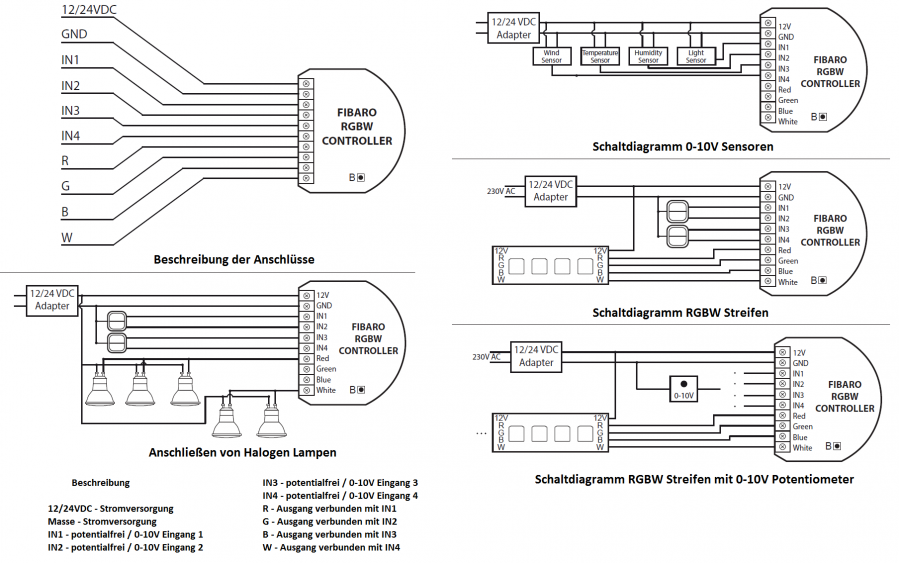 12/24VDC
GND
IN1
IN2
IN3
IN4
R
G
B
W
FIBARO
RGBW
CONTROLLER
B
Beschreibung der Anschlüsse
12/24 VDC
Adapter
12V
GND
IN1
IN2
IN3
IN4
Red
Green
Blue
White
FIBARO
RGBW
CONTROLLER
B
Anschließen von Halogen Lampen
Beschreibung
12/24VDC - Stromversorgung
Masse - Stromversorgung
IN1 - potentialfrei / 0-10V Eingang 1
IN2 - potentialfrei / 0-10V Eingang 2
IN3 - potentialfrei / 0-10V Eingang 3
IN4 - potentialfrei / 0-10V Eingang 4
R - Ausgang verbunden mit IN1
G - Ausgang verbunden mit IN2
B - Ausgang verbunden mit IN3
W - Ausgang verbunden mit IN4
12/24 VDC
Adapter
Wind
Sensor
Temperature
Sensor
Humidity
Sensor
Light
Sensor
12V
GND
IN1
IN2
IN3
IN4
Red
Green
Blue
White
FIBARO
RGBW
CONTROLLER
B
Schaltdiagramm 0-10V Sensoren
230V AC
12/24 VDC
Adapter
12V
R
G
B
W
12V
R
G
B
W
12V
GND
IN1
IN2
IN3
IN4
Red
Green
Blue
White
FIBARO
RGBW
CONTROLLER
B
Schaltdiagramm RGBW Streifen
230V AC
12/24 VDC
Adapter
0-10V
12V
R
G
B
W
12V
R
G
B
W
12V
GND
IN1
IN2
IN3
IN4
Red
Green
Blue
White
FIBARO
RGBW
CONTROLLER
B
Schaltdiagramm RGBW Streifen mit 0-10V Potentiometer